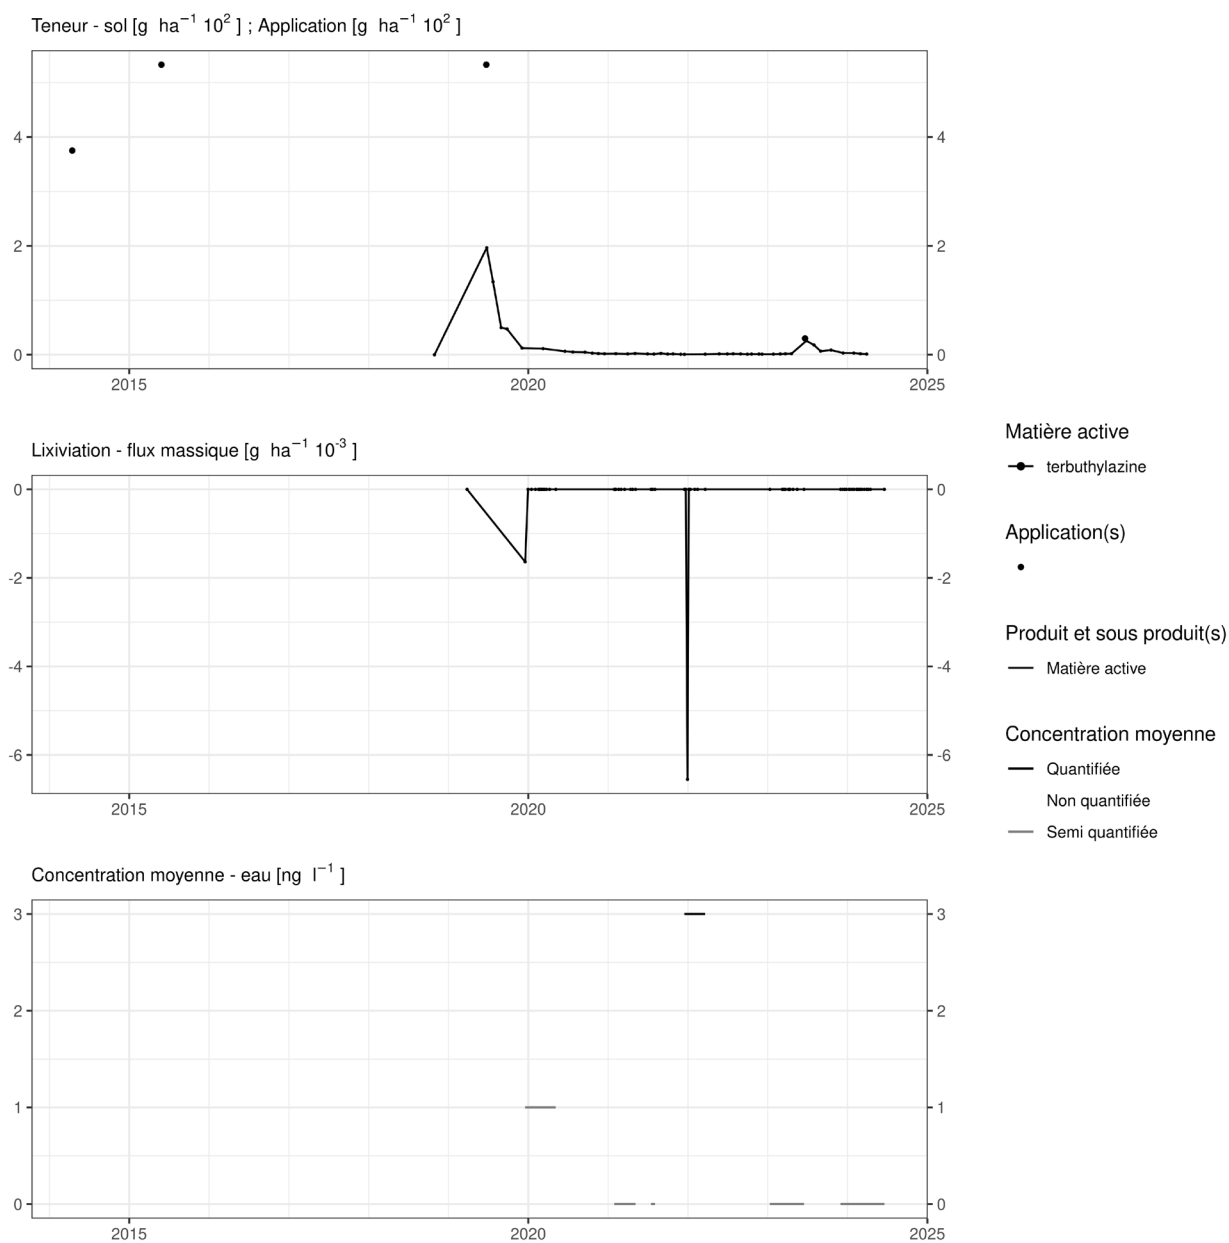 Teneur - sol [g ha⁻¹ 10² ] ; Application [g ha⁻¹ 10² ]
4
4
2
2
0
0
2015
2020
2025
Lixiviation - flux massique [g ha⁻¹ 10⁻³ ]
0
0
-2
-2
-4
-4
-6
-6
2015
2020
2025
Concentration moyenne - eau [ng l⁻¹ ]
3
3
2
2
1
1
0
0
2015
2020
2025
Matière active
terbuthylazine
Application(s)
Produit et sous produit(s)
Matière active
Concentration moyenne
Quantifiée
Non quantifiée
Semi quantifiée